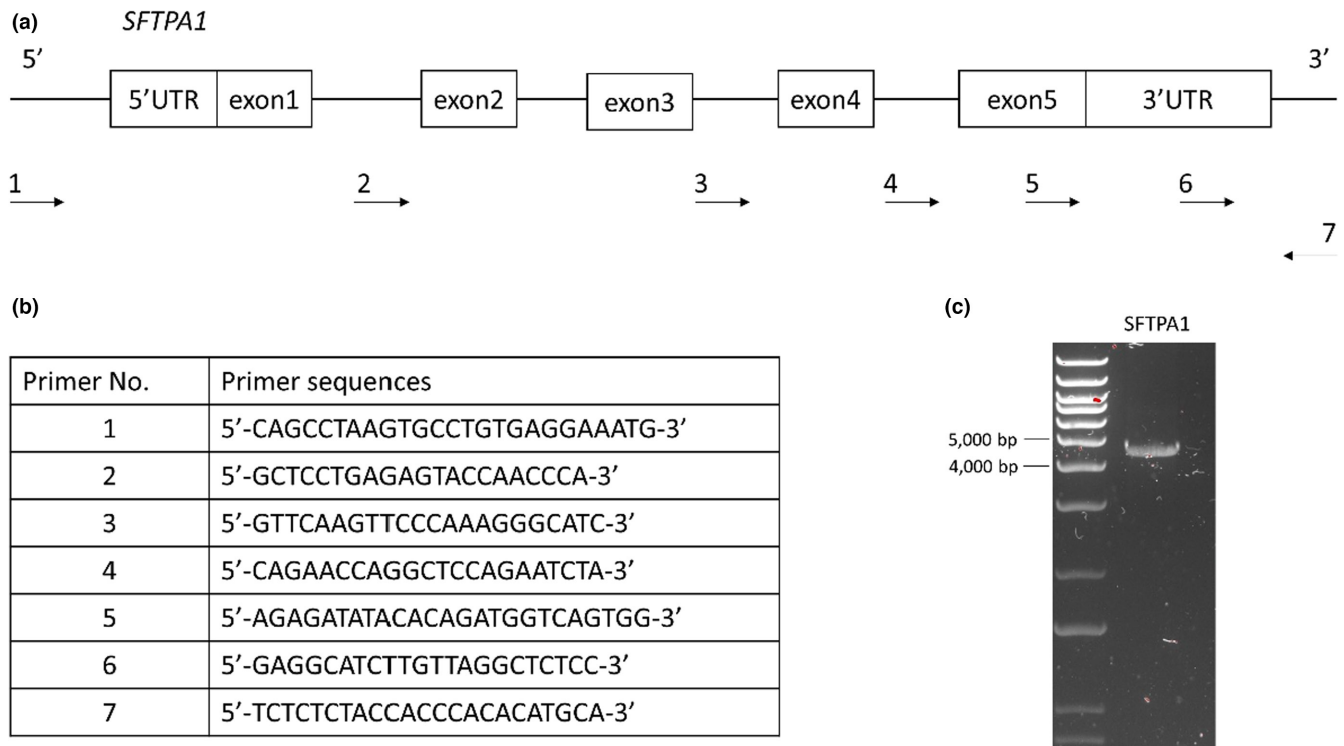 (a)
SFTPA1
5’
3’
5’UTR exon1 exon2 exon3 exon4 exon5 3’UTR
1 2 3 4 5 6
7
(b)
Primer No. Primer sequences
1 5’-CAGCCTAAGTGCCTGTGAGGAAATG-3’
2 5’-GCTCCTGAGAGTACCAACCCA-3’
3 5’-GTTCAAGTTCCCAAAGGGCATC-3’
4 5’-CAGAACCAGGCTCCAGAATCTA-3’
5 5’-AGAGATATACACAGATGGTCAGTGG-3’
6 5’-GAGGCATCTTGTTAGGCTCTCC-3’
7 5’-TCTCTCTACCACCCACACATGCA-3’
(c)
SFTPA1
5,000 bp
4,000 bp